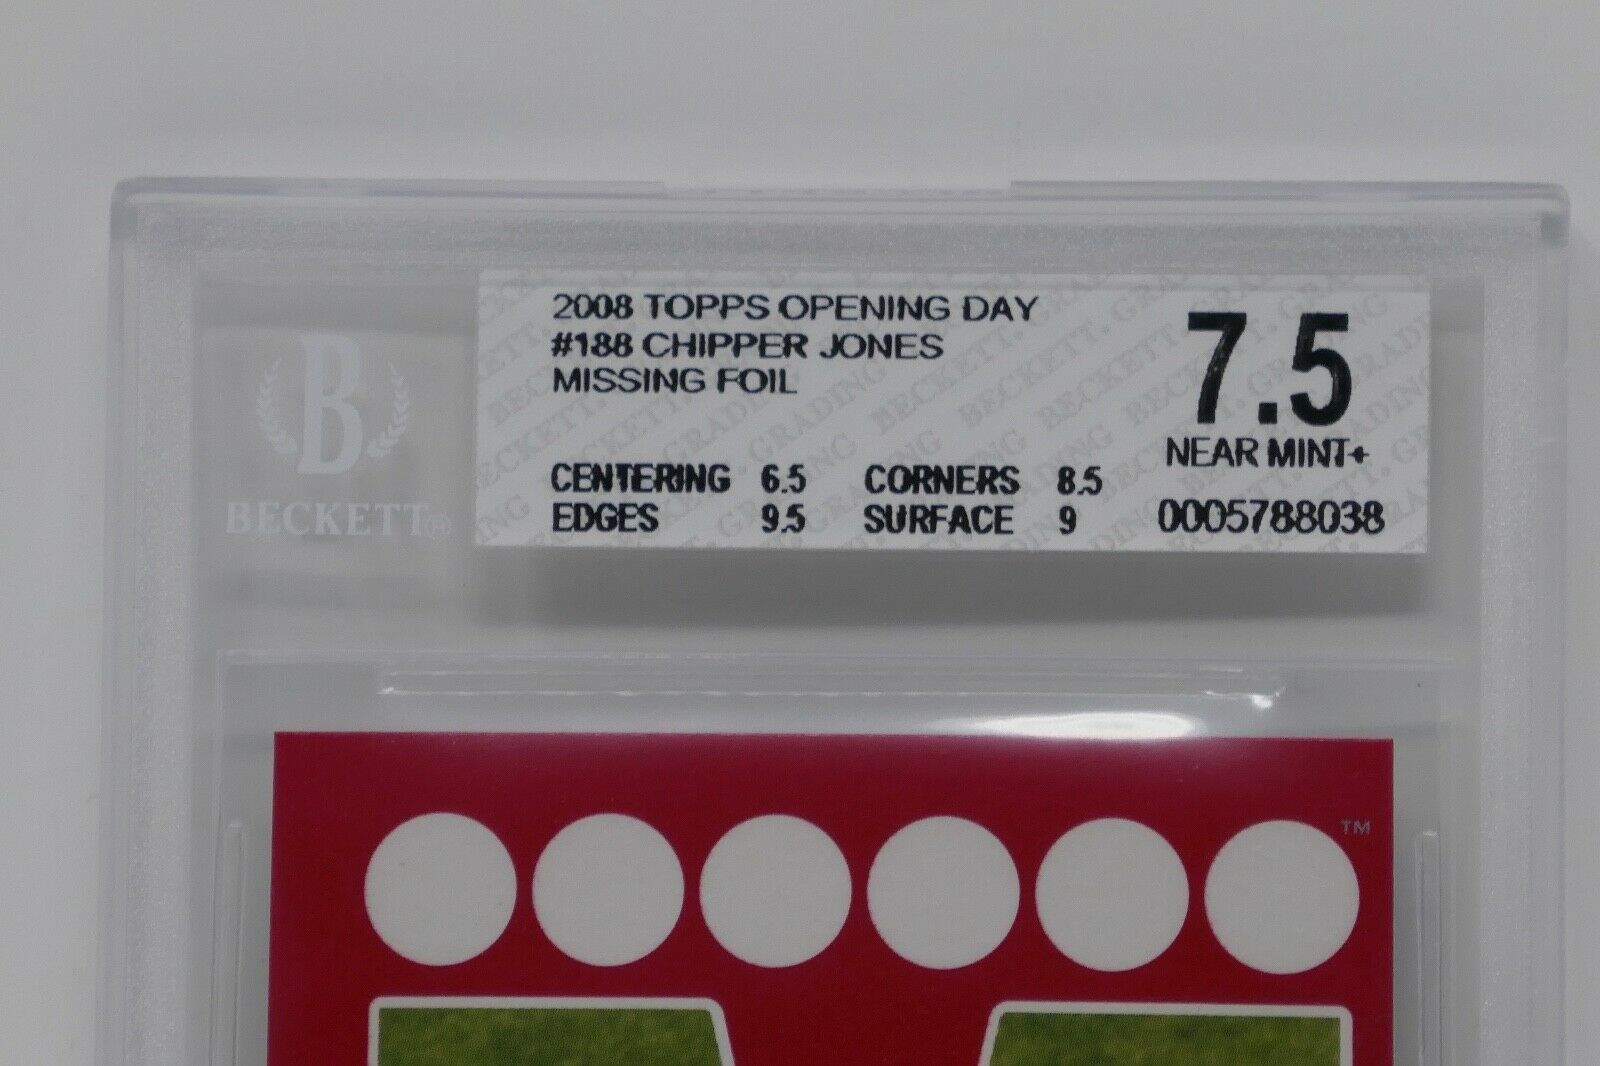 2008 TOPPS OPENING DAY
#188 CHIPPER JONES
MISSING FOIL
7.5
NEAR MINT+
CENTERING 6.5 CORNERS 8.5
EDGES 9.5 SURFACE 9
0005788038
B
BECKETT®
TM